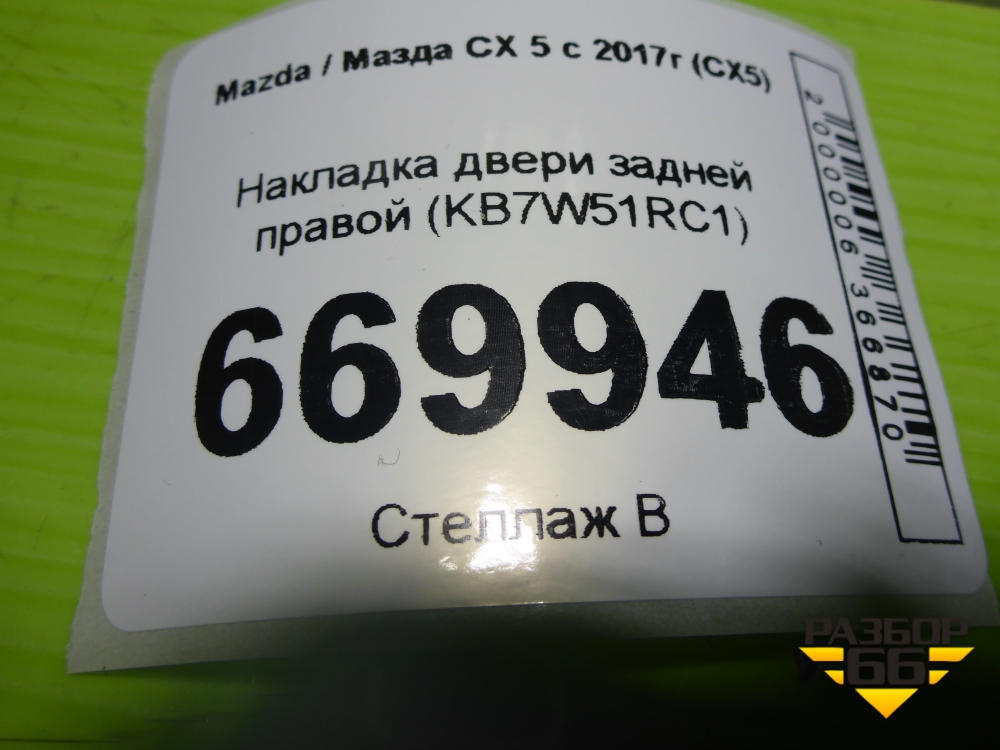 Mazda / Мазда CX 5 с 2017г (CX5)
Накладка двери задней
правой (KB7W51RC1)
669946
Стеллаж В
2000006366870
РАЗБОР
66